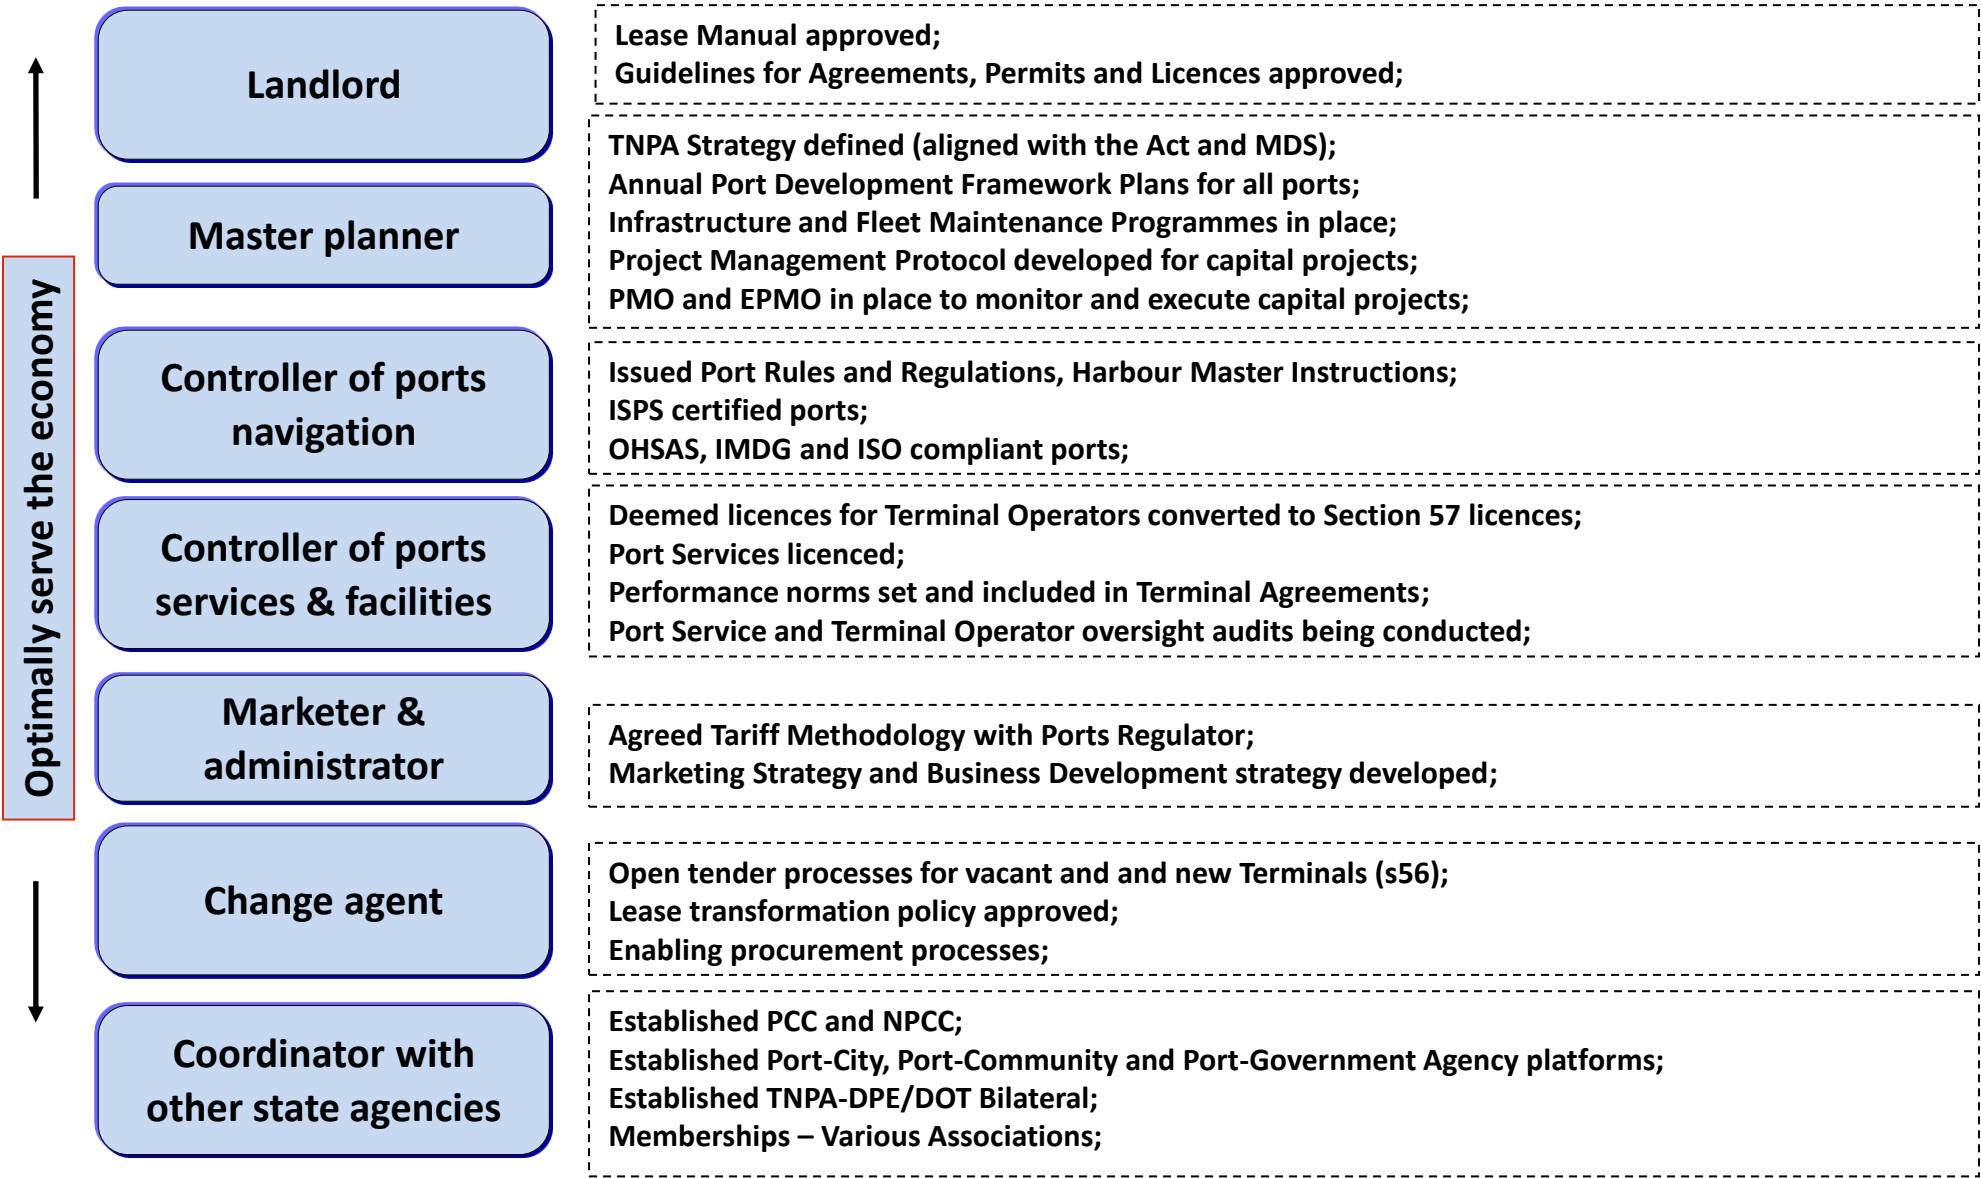 Optimally serve the economy
Landlord
Lease Manual approved;
Guidelines for Agreements, Permits and Licences approved;
Master planner
TNPA Strategy defined (aligned with the Act and MDS);
Annual Port Development Framework Plans for all ports;
Infrastructure and Fleet Maintenance Programmes in place;
Project Management Protocol developed for capital projects;
PMO and EPMO in place to monitor and execute capital projects;
Controller of ports
navigation
Issued Port Rules and Regulations, Harbour Master Instructions;
ISPS certified ports;
OHSAS, IMDG and ISO compliant ports;
Controller of ports
services & facilities
Deemed licences for Terminal Operators converted to Section 57 licences;
Port Services licenced;
Performance norms set and included in Terminal Agreements;
Port Service and Terminal Operator oversight audits being conducted;
Marketer &
administrator
Agreed Tariff Methodology with Ports Regulator;
Marketing Strategy and Business Development strategy developed;
Change agent
Open tender processes for vacant and and new Terminals (s56);
Lease transformation policy approved;
Enabling procurement processes;
Coordinator with
other state agencies
Established PCC and NPCC;
Established Port-City, Port-Community and Port-Government Agency platforms;
Established TNPA-DPE/DOT Bilateral;
Memberships – Various Associations;